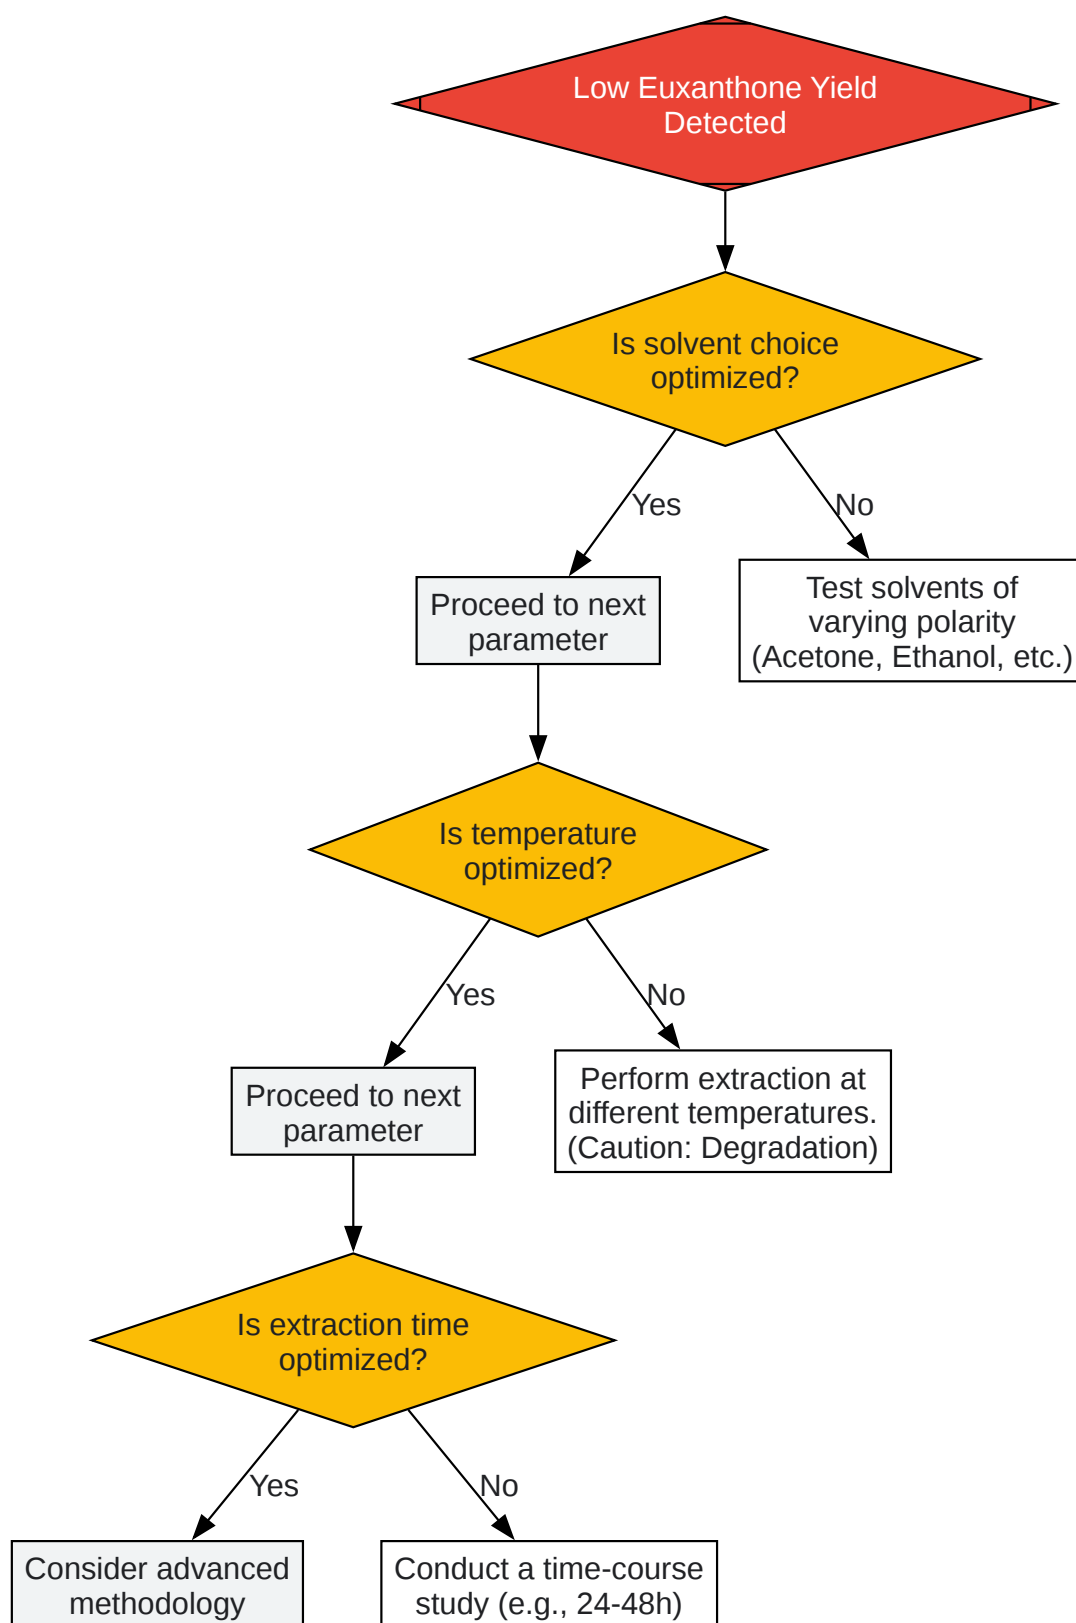 Low Euxanthone Yield
Detected
Is solvent choice
optimized?
Yes
No
Proceed to next
parameter
Test solvents of
varying polarity
(Acetone, Ethanol, etc.)
Is temperature
optimized?
Yes
No
Proceed to next
parameter
Perform extraction at
different temperatures.
(Caution: Degradation)
Is extraction time
optimized?
Yes
No
Consider advanced
methodology
Conduct a time-course
study (e.g., 24-48h)